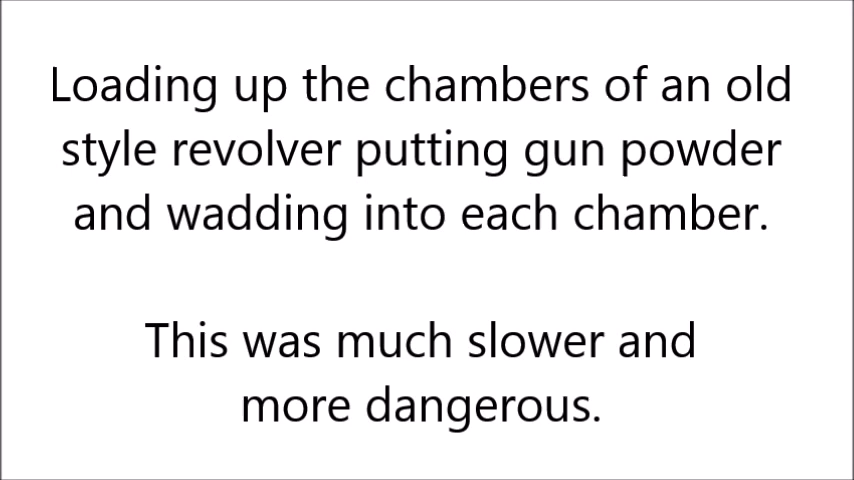 Loading up the chambers of an old
style revolver putting gun powder
and wadding into each chamber.
This was much slower and
more dangerous.